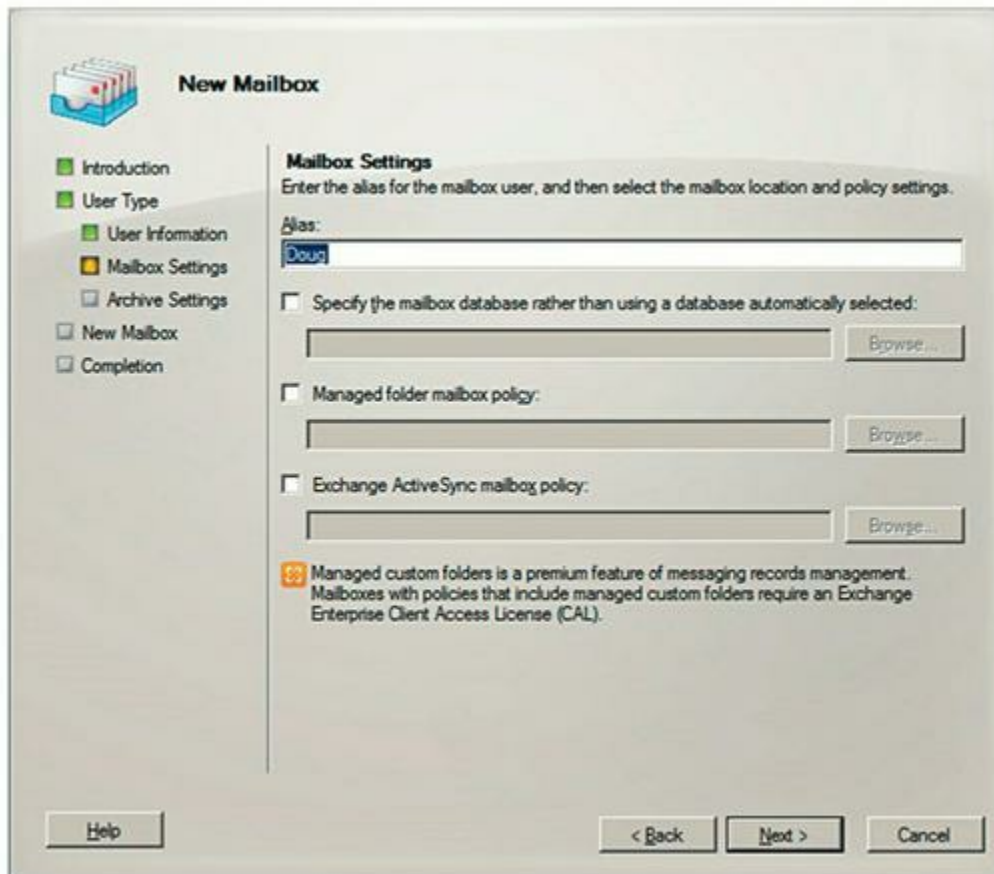 New Mailbox
Introduction
User Type
User Information
Mailbox Settings
Archive Settings
New Mailbox
Completion
Mailbox Settings
Enter the alias for the mailbox user, and then select the mailbox location and policy settings.
Alias:
Doug
Specify the mailbox database rather than using a database automatically selected:
Browse...
Managed folder mailbox policy:
Browse...
Exchange ActiveSync mailbox policy:
Browse...
Managed custom folders is a premium feature of messaging records management.
Mailboxes with policies that include managed custom folders require an Exchange
Enterprise Client Access License (CAL).
Help
< Back
Next >
Cancel